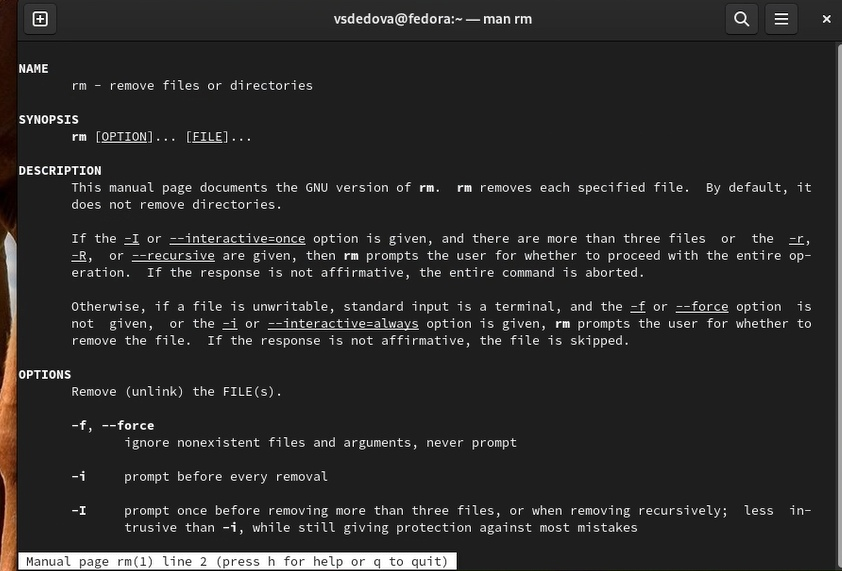 vsdedova@fedora:~ — man rm
NAME
rm - remove files or directories
SYNOPSIS
rm [OPTION]... [FILE]...
DESCRIPTION
This manual page documents the GNU version of rm.  rm removes each specified file.  By default, it
does not remove directories.
If the -I or --interactive=once option is given, and there are more than three files  or  the  -r,
-R,  or --recursive are given, then rm prompts the user for whether to proceed with the entire op-
eration.  If the response is not affirmative, the entire command is aborted.
Otherwise, if a file is unwritable, standard input is a terminal, and the -f or --force option  is
not  given,  or the -i or --interactive=always option is given, rm prompts the user for whether to
remove the file.  If the response is not affirmative, the file is skipped.
OPTIONS
Remove (unlink) the FILE(s).
-f, --force
ignore nonexistent files and arguments, never prompt
-i     prompt before every removal
-I     prompt once before removing more than three files, or when removing recursively;  less  in-
trusive than -i, while still giving protection against most mistakes
Manual page rm(1) line 2 (press h for help or q to quit)